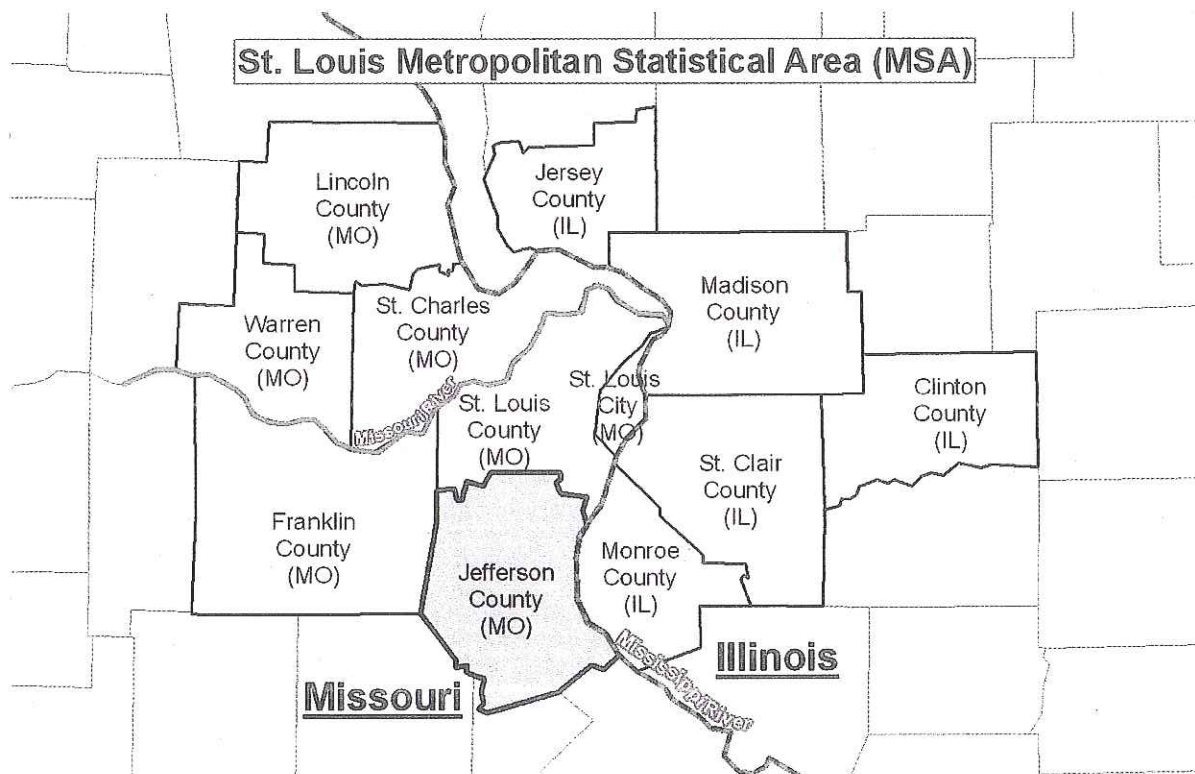 St. Louis Metropolitan Statistical Area (MSA)
Lincoln
County
(MO)
Jersey
County
(IL)
Madison
County
(IL)
St. Charles
County
(MO)
Warren
County
(MO)
St. Louis
City
(MO)
Clinton
County
(IL)
Missouri River
St. Louis
County
(MO)
St. Clair
County
(IL)
Franklin
County
(MO)
Monroe
County
(IL)
Jefferson
County
(MO)
Mississippi River
Illinois
Missouri